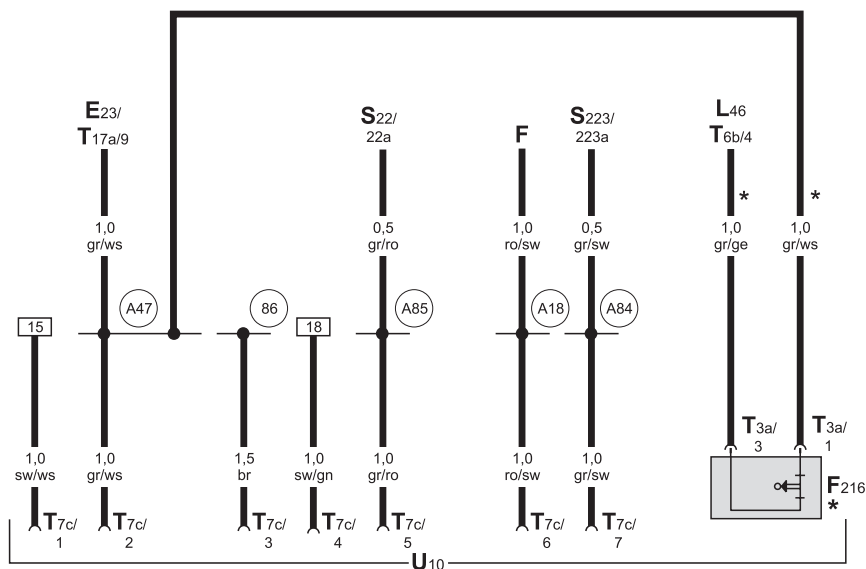 E23/
T17a/9
S22/
22a
F
S223/
223a
L46
T6b/4
*
*
1,0
gr/ws
0,5
gr/ro
1,0
ro/sw
0,5
gr/sw
1,0
gr/ge
1,0
gr/ws
15
A47
86
18
A85
A18
A84
T3a/
3
T3a/
1
1,0
sw/ws
1,0
gr/ws
1,5
br
1,0
sw/gn
1,0
gr/ro
1,0
ro/sw
1,0
gr/sw
F216
*
T7c/
1
T7c/
2
T7c/
3
T7c/
4
T7c/
5
T7c/
6
T7c/
7
U10